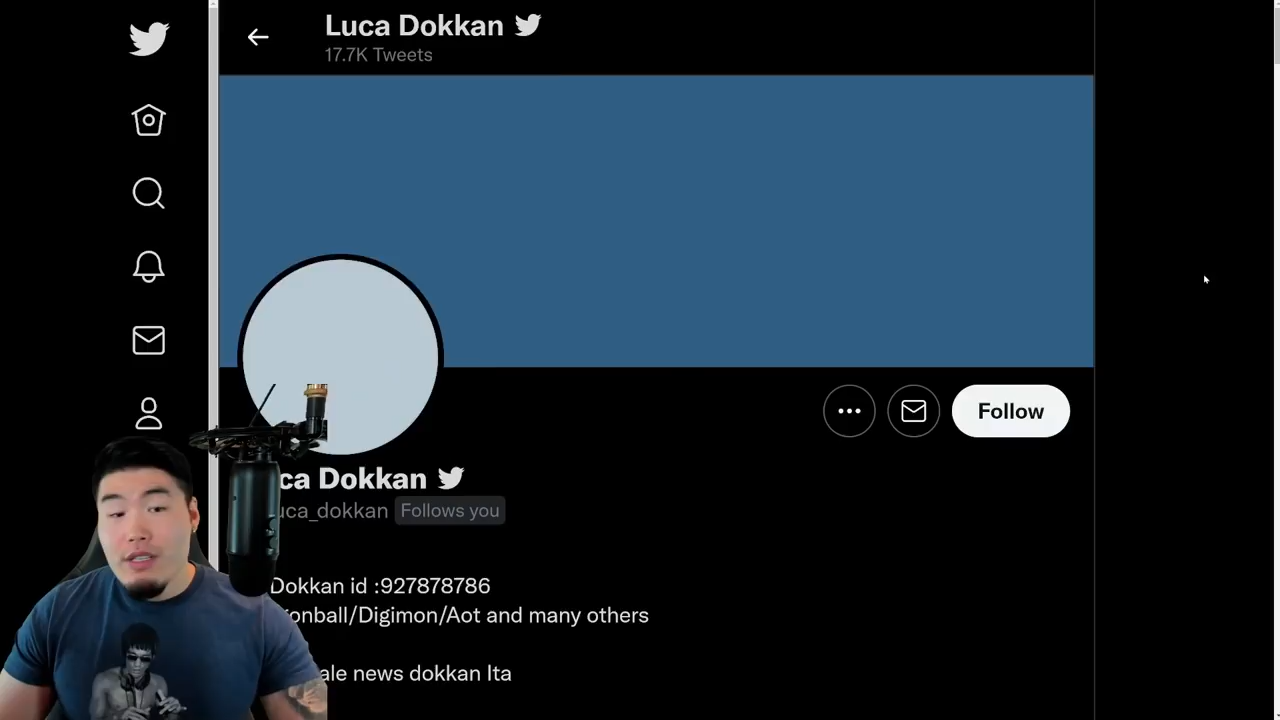 Luca Dokkan
17.7K Tweets
Follow
ca Dokkan
uca_dokkan Follows you
Dokkan id :927878786
onball/Digimon/Aot and many others
ale news dokkan Ita